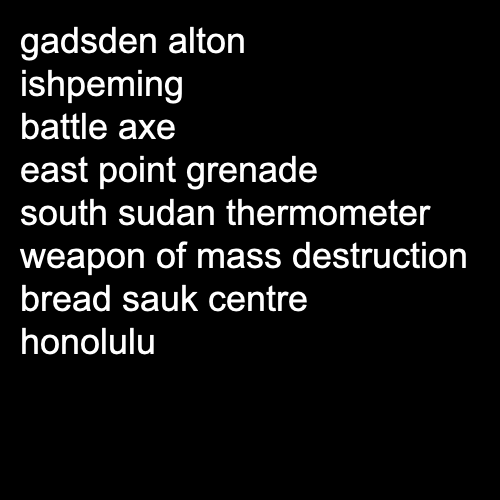 gadsden alton
ishpeming
battle axe
east point grenade
south sudan thermometer
weapon of mass destruction
bread sauk centre
honolulu